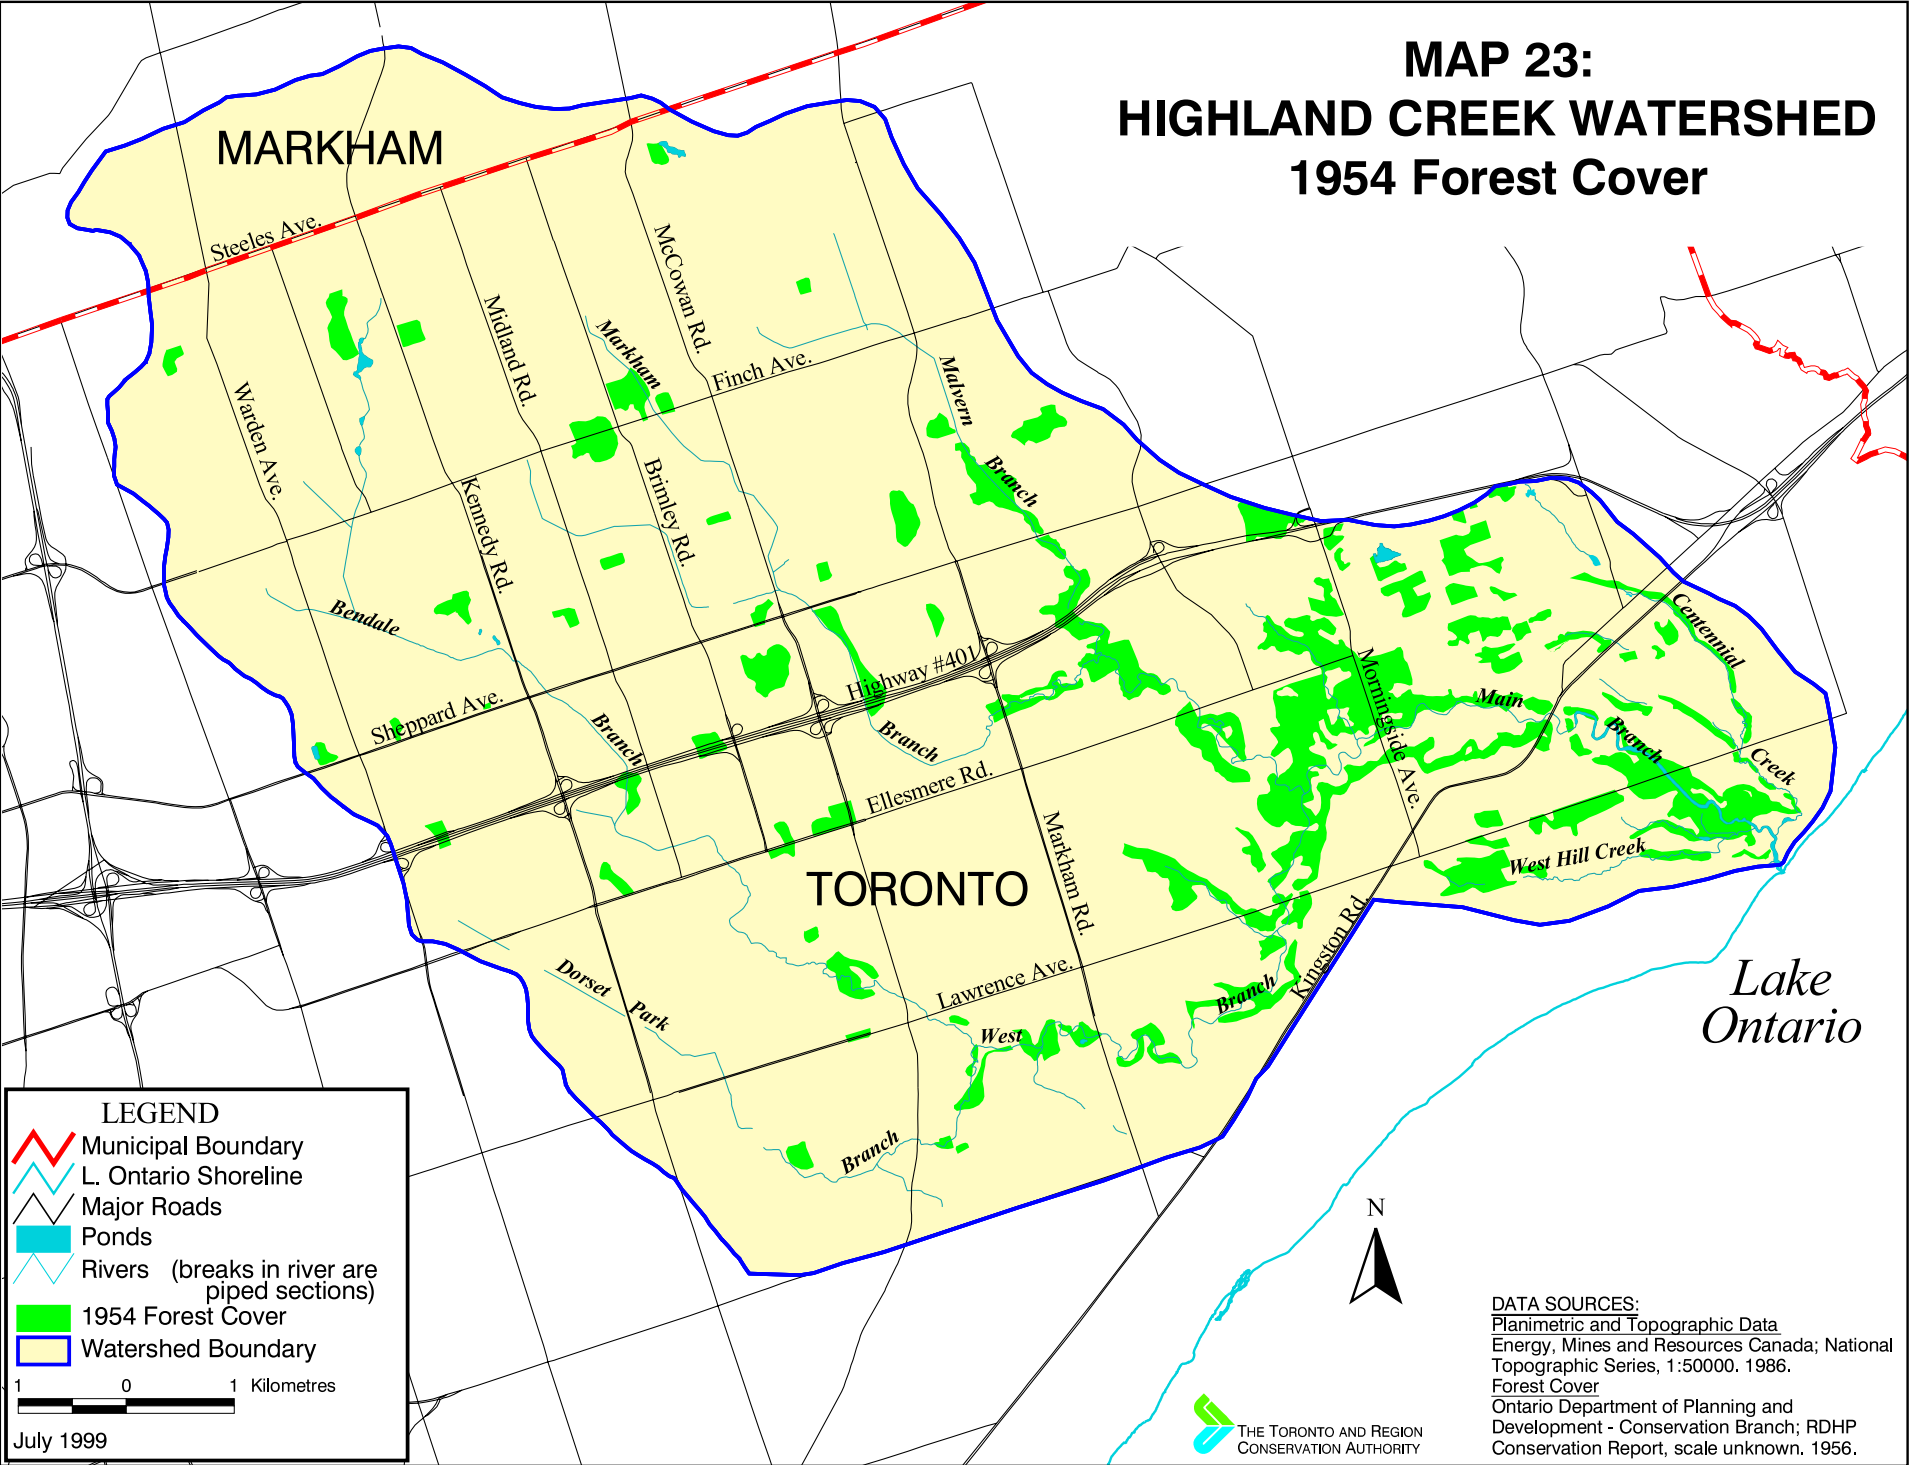 MAP 23:
HIGHLAND CREEK WATERSHED
1954 Forest Cover
MARKHAM
Steeles Ave.
McCowan Rd.
Midland Rd.
Markham
Finch Ave.
Malvern
Warden Ave.
Branch
Kennedy Rd.
Brimley Rd.
Bendale
Centennial
Highway #401
Morningside Ave.
Main
Sheppard Ave.
Branch
Branch
Branch
Creek
Ellesmere Rd.
Markham Rd.
West Hill Creek
TORONTO
Kingston Rd.
Dorset
Park
Lawrence Ave.
Branch
West
Branch
Lake
Ontario
LEGEND
Municipal Boundary
L. Ontario Shoreline
Major Roads
Ponds
Rivers (breaks in river are
piped sections)
1954 Forest Cover
Watershed Boundary
1 0 1 Kilometres
July 1999
N
THE TORONTO AND REGION
CONSERVATION AUTHORITY
DATA SOURCES:
Planimetric and Topographic Data
Energy, Mines and Resources Canada; National
Topographic Series, 1:50000. 1986.
Forest Cover
Ontario Department of Planning and
Development - Conservation Branch; RDHP
Conservation Report, scale unknown. 1956.